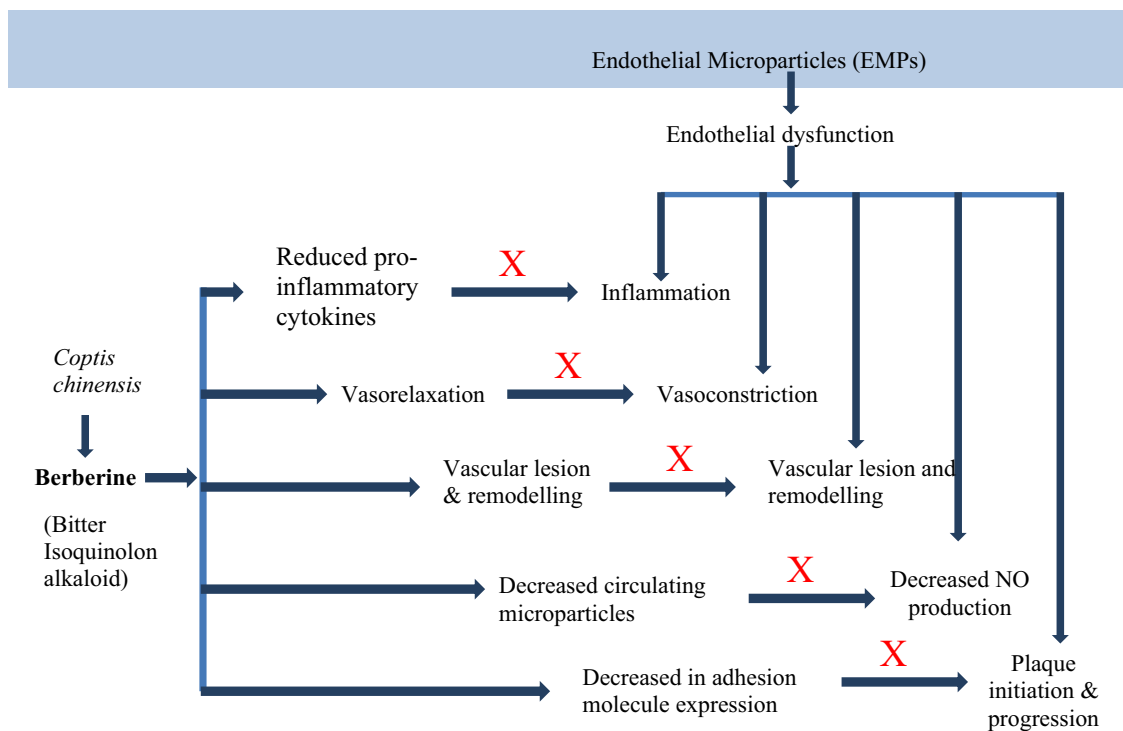 Endothelial Microparticles (EMPs)
Endothelial dysfunction
Reduced pro-
inflammatory
cytokines
X
Inflammation
Coptis
chinensis
Vasorelaxation
X
Vasoconstriction
Berberine
(Bitter
Isoquinolon
alkaloid)
Vascular lesion
& remodelling
X
Vascular lesion and
remodelling
Decreased circulating
microparticles
X
Decreased NO
production
Decreased in adhesion
molecule expression
X
Plaque
initiation &
progression